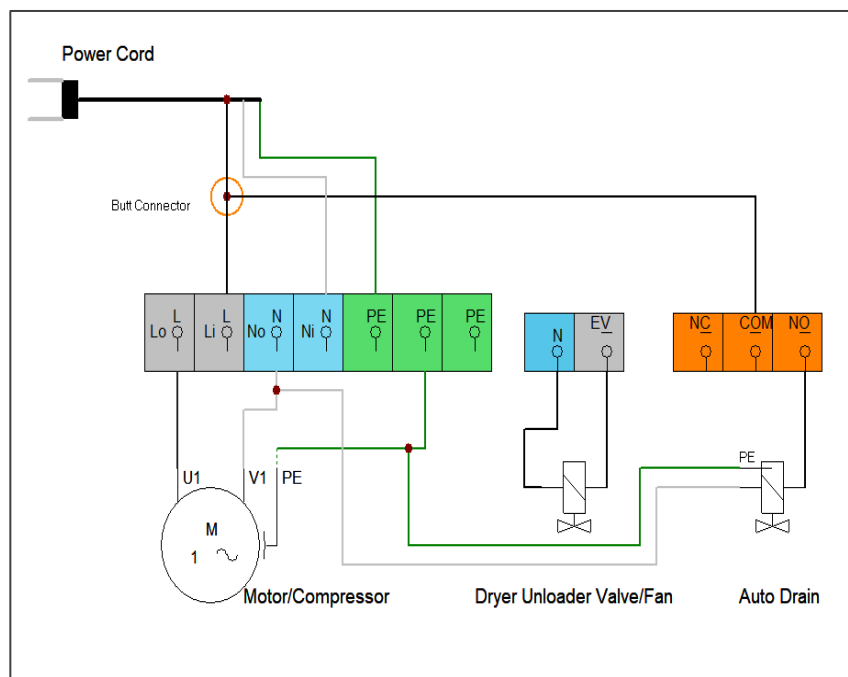 Power Cord
Butt Connector
L L N N PE PE PE
Lo Li No Ni
N EV
NC COM NO
U1 V1 PE
PE
M
1
Motor/Compressor Dryer Unloader Valve/Fan Auto Drain